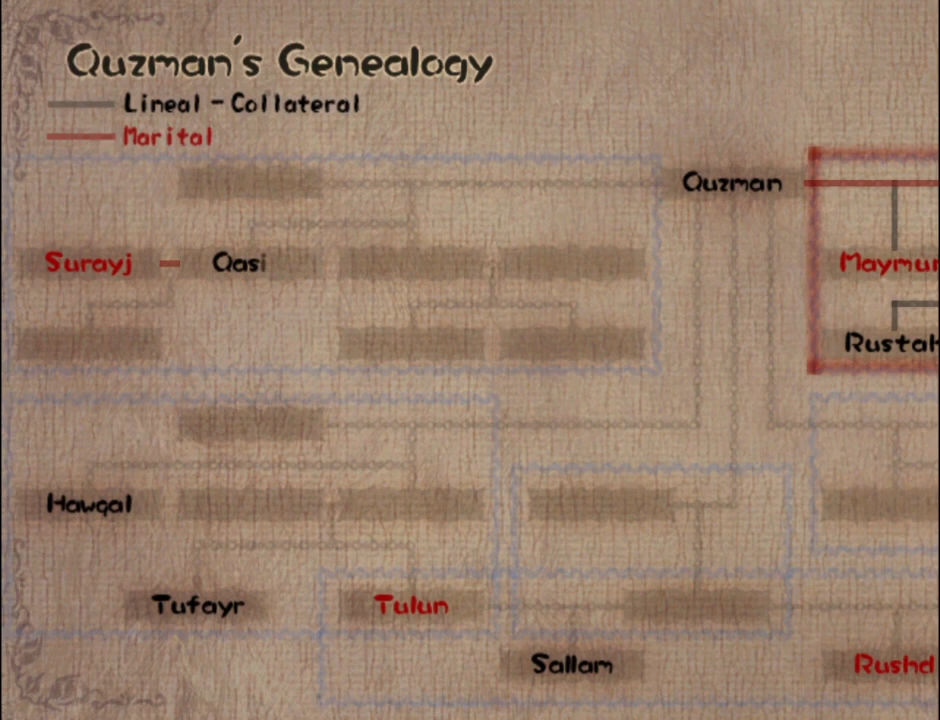 Quzman's Genealogy
Lineal - Collateral
Marital
Quzman
Surayj
Qasi
Hawqal
Tufayr
Tulun
Sallam